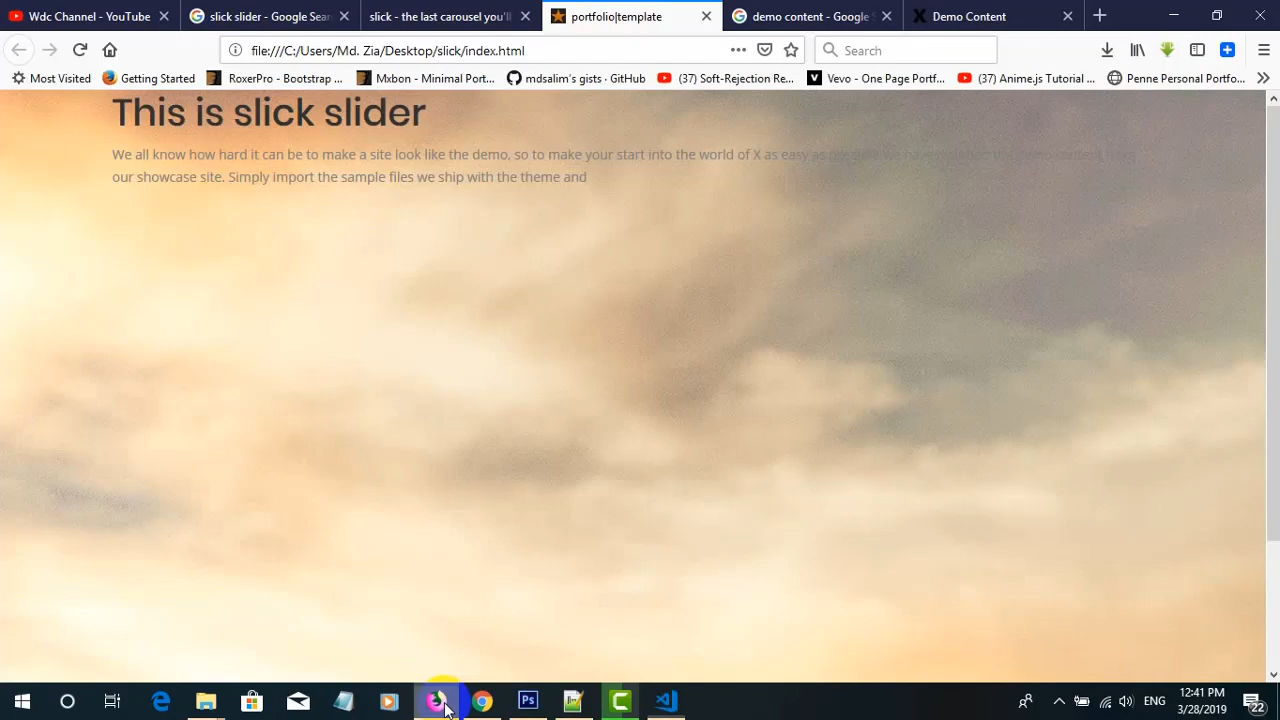 Wdc Channel - YouTube
slick slider - Google Sear
slick - the last carousel you'll
portfolio|template
demo content - Google S
Demo Content
file:///C:/Users/Md. Zia/Desktop/slick/index.html
Search
Most Visited
Getting Started
RoxerPro - Bootstrap ...
Mxbon - Minimal Port...
mdsalim's gists · GitHub
(37) Soft-Rejection Re...
Vevo - One Page Portf...
(37) Anime.js Tutorial ...
Penne Personal Portfo...
This is slick slider
We all know how hard it can be to make a site look like the demo, so to make your start into the world of X as easy as possible we have
our showcase site. Simply import the sample files we ship with the theme and
Ps
ENG
12:41 PM
3/28/2019
22